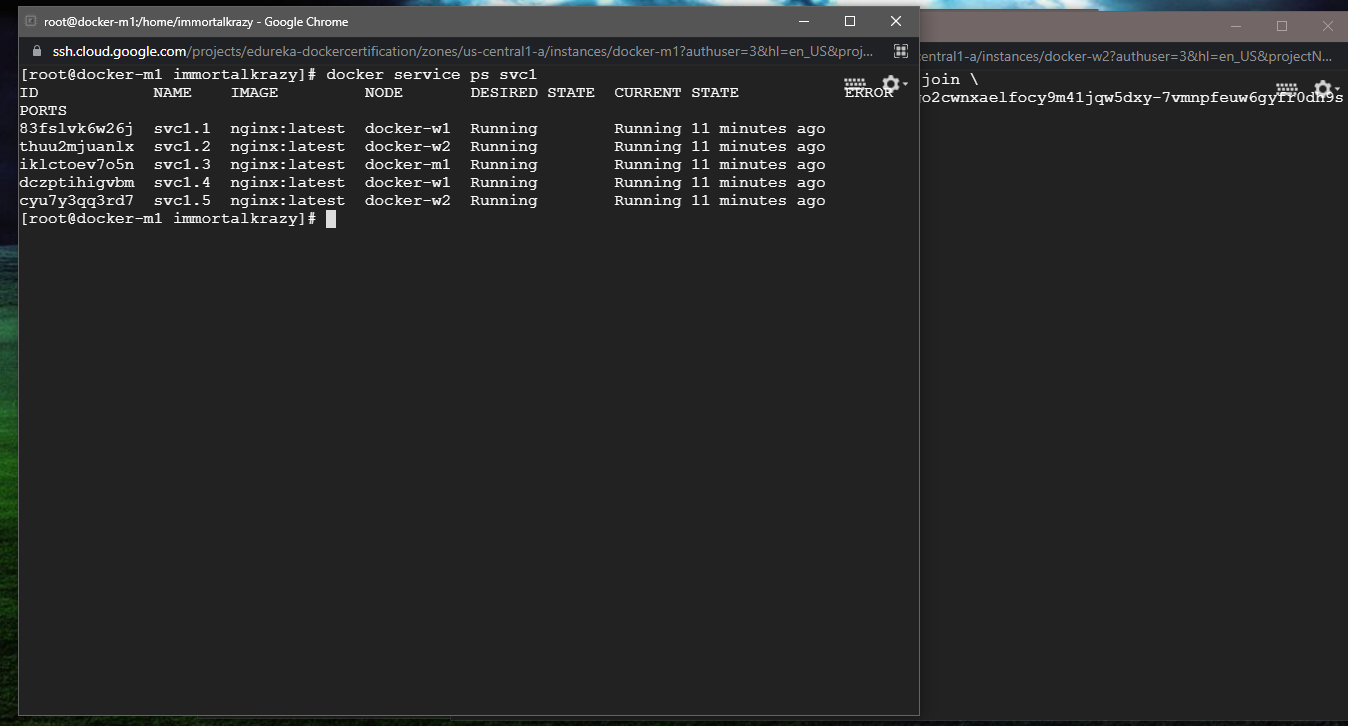 root@docker-m1:/home/immortalkrazy - Google Chrome
ssh.cloud.google.com/projects/edureka-dockercertification/zones/us-central1-a/instances/docker-m1?authuser=3&hl=en_US&proj...
[root@docker-m1 immortalkrazy]# docker service ps svc1
ID NAME IMAGE NODE DESIRED STATE CURRENT STATE ERROR
PORTS
83fslvk6w26j svc1.1 nginx:latest docker-w1 Running Running 11 minutes ago
thuu2mjuanlx svc1.2 nginx:latest docker-w2 Running Running 11 minutes ago
iklctoev7o5n svc1.3 nginx:latest docker-m1 Running Running 11 minutes ago
dczptihigvbm svc1.4 nginx:latest docker-w1 Running Running 11 minutes ago
cyu7y3qq3rd7 svc1.5 nginx:latest docker-w2 Running Running 11 minutes ago
[root@docker-m1 immortalkrazy]#
entral1-a/instances/docker-w2?authuser=3&hl=en_US&projectN...
join \